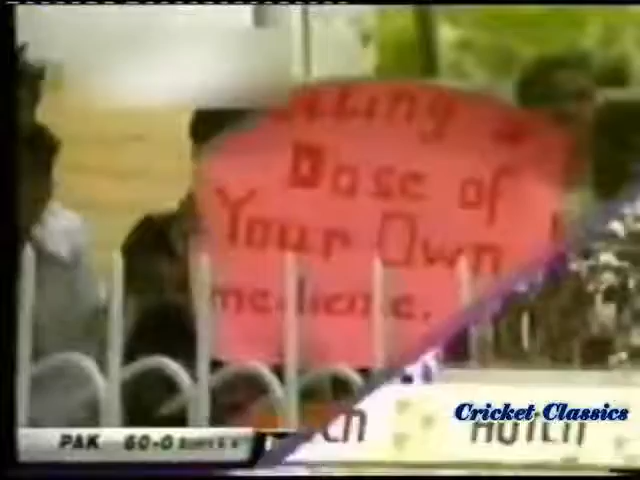 Dose of
Your Own
medicine.
Cricket Classics
PAK 60-0
HUTCH